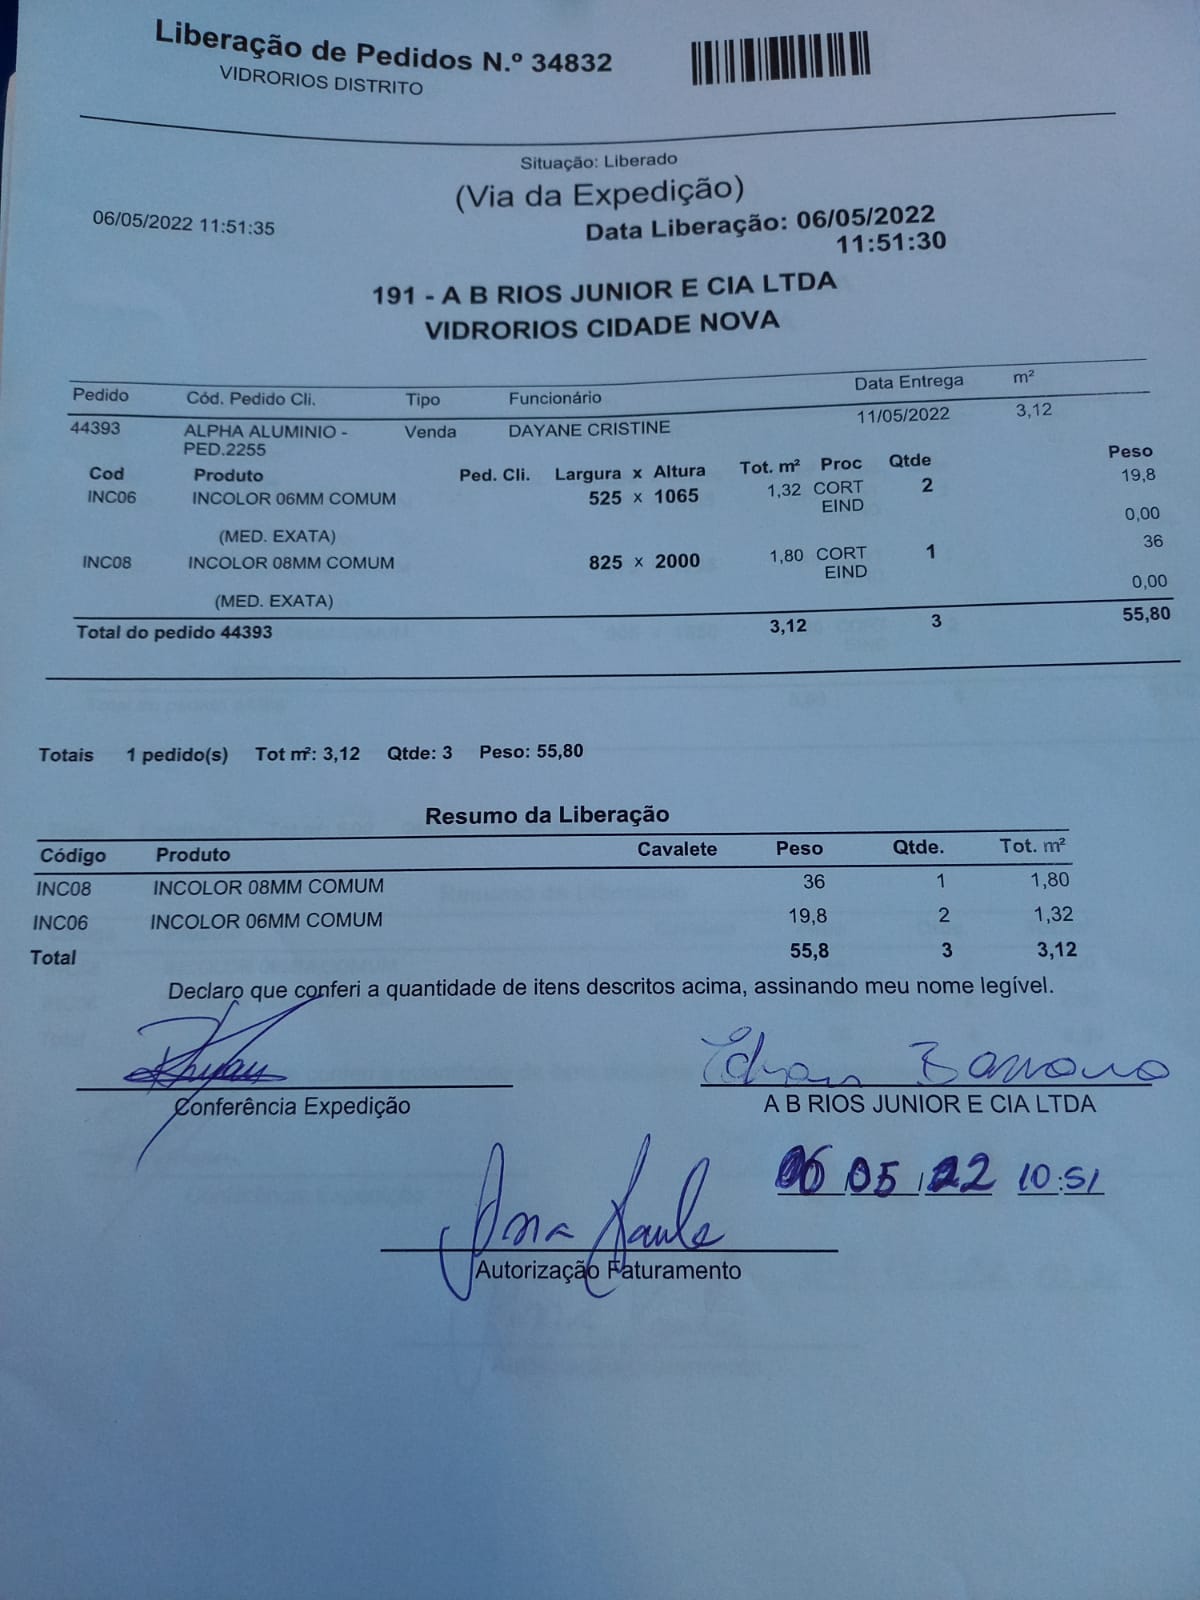 Liberação de Pedidos N.º 34832
VIDRORIOS DISTRITO
Situação: Liberado
(Via da Expedição)
06/05/2022 11:51:35
Data Liberação: 06/05/2022
11:51:30
191 - A B RIOS JUNIOR E CIA LTDA
VIDRORIOS CIDADE NOVA
Pedido Cód. Pedido Cli. Tipo Funcionário Data Entrega m²
44393 ALPHA ALUMINIO - Venda DAYANE CRISTINE 11/05/2022 3,12
PED.2255
Cod Produto Ped. Cli. Largura x Altura Tot. m² Proc Qtde Peso
INC06 INCOLOR 06MM COMUM 525 x 1065 1,32 CORT 2 19,8
EIND
(MED. EXATA) 0,00
INC08 INCOLOR 08MM COMUM 825 x 2000 1,80 CORT 1 36
EIND
(MED. EXATA) 0,00
Total do pedido 44393 3,12 3 55,80
Totais 1 pedido(s) Tot m²: 3,12 Qtde: 3 Peso: 55,80
Resumo da Liberação
Código Produto Cavalete Peso Qtde. Tot. m²
INC08 INCOLOR 08MM COMUM 36 1 1,80
INC06 INCOLOR 06MM COMUM 19,8 2 1,32
Total 55,8 3 3,12
Declaro que conferi a quantidade de itens descritos acima, assinando meu nome legível.
Conferência Expedição
A B RIOS JUNIOR E CIA LTDA
06/05/22 10:51
Ana Paula
Autorização Faturamento